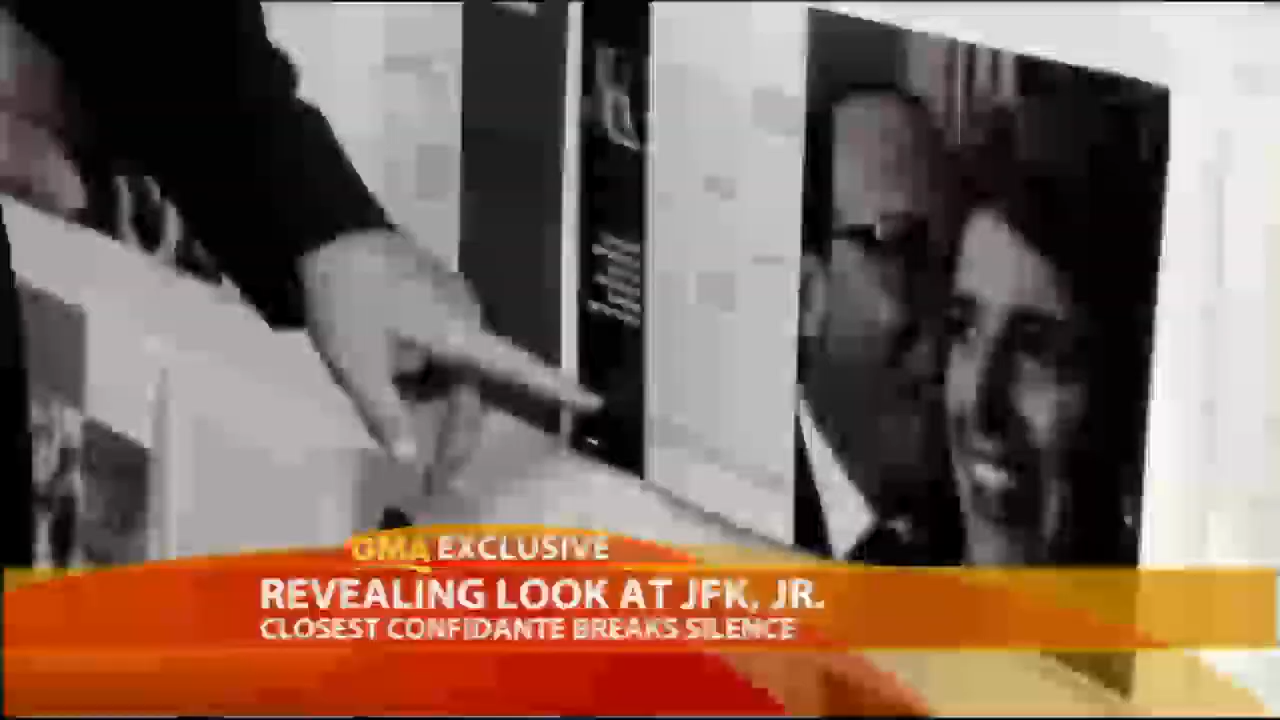 GMA EXCLUSIVE
REVEALING LOOK AT JFK, JR.
CLOSEST CONFIDANTE BREAKS SILENCE